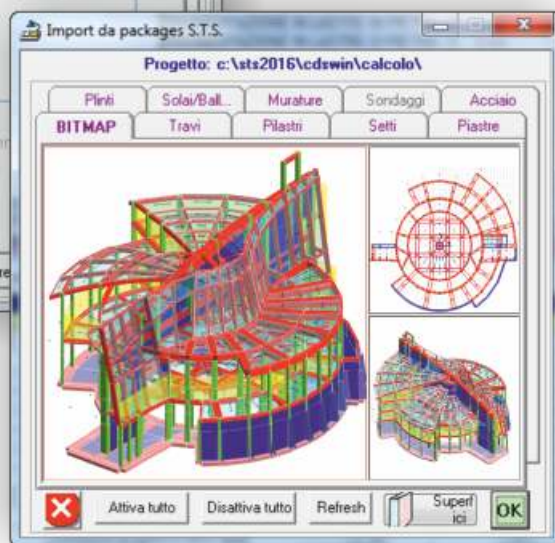 Import da packages S.T.S.
Progetto: c:\sts2016\cdswin\calcolo\
Plinti Solai/Ball... Murature Sondaggi Acciaio
BITMAP Travi Pilastri Setti Piastre
Attiva tutto Disattiva tutto Refresh Superf
ici OK